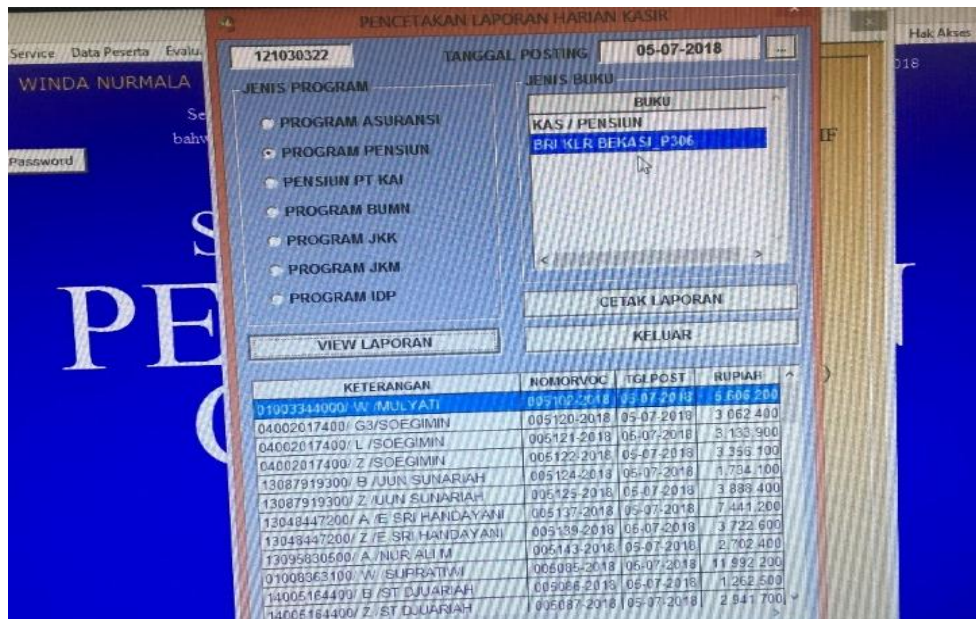 PENCETAKAN LAPORAN HARIAN KASIR
Hak Akses
Service Data Peserta Evalu
121030322
TANGGAL POSTING
05-07-2018
...
018
WINDA NURMALA
JENIS PROGRAM
JENIS BUKU
Se
bahw
IF
Password
BUKU
PROGRAM ASURANSI
KAS / PENSIUN
PROGRAM PENSIUN
BRI KLR BEKASI_P306
PENSIUN PT KAI
PROGRAM BUMN
PROGRAM JKK
PROGRAM JKM
PROGRAM IDP
S
PE
CETAK LAPORAN
VIEW LAPORAN
KELUAR
KETERANGAN NOMORVOC TGLPOST RUPIAH
01003344000/ W /MULYATI 005102-2018 05-07-2018 5.606.200
04002017400/ G3/SOEGIMIN 005120-2018 05-07-2018 3.062.400
04002017400/ L /SOEGIMIN 005121-2018 05-07-2018 3.133.900
04002017400/ Z /SOEGIMIN 005122-2018 05-07-2018 3.356.100
13087919300/ B /UUN SUNARIAH 005124-2018 05-07-2018 1.734.100
13087919300/ Z /UUN SUNARIAH 005125-2018 05-07-2018 3.888.400
13048447200/ A /E SRI HANDAYANI 005137-2018 05-07-2018 7.441.200
13048447200/ Z /E SRI HANDAYANI 005139-2018 05-07-2018 3.722.600
13095830500/ A /NUR ALI M 005143-2018 05-07-2018 2.702.400
01008363100/ W /SUPRATIWI 005085-2018 05-07-2018 11.992.200
14005164400/ B /ST DJUARIAH 005086-2018 05-07-2018 1.262.500
14005164400/ Z /ST DJUARIAH 005087-2018 05-07-2018 2.941.700